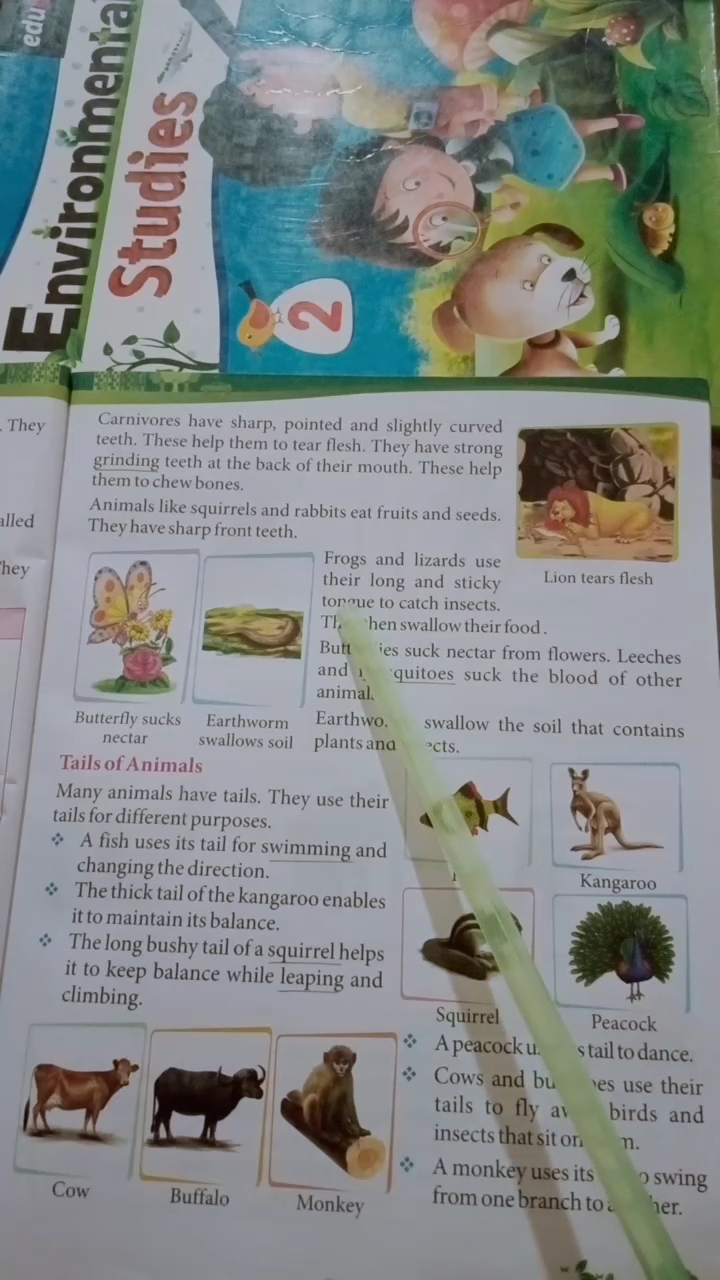 edu
Environmental
Studies
2
. They
alled
They
Carnivores have sharp, pointed and slightly curved
teeth. These help them to tear flesh. They have strong
grinding teeth at the back of their mouth. These help
them to chew bones.
Animals like squirrels and rabbits eat fruits and seeds.
They have sharp front teeth.
Lion tears flesh
Frogs and lizards use
their long and sticky
tongue to catch insects.
then swallow their food.
suck nectar from flowers. Leeches
and suck the blood of other
animal.
swallow the soil that contains
plants and
Butterfly sucks
nectar
Earthworm
swallows soil
Tails of Animals
Many animals have tails. They use their
tails for different purposes.
❖ A fish uses its tail for swimming and
changing the direction.
❖ The thick tail of the kangaroo enables
it to maintain its balance.
❖ The long bushy tail of a squirrel helps
it to keep balance while leaping and
climbing.
Kangaroo
Squirrel
Peacock
Cow
Buffalo
Monkey
❖ A peacock tail to dance.
❖ Cows and use their
tails to fly birds and
insects that sit
❖ A monkey uses its swing
from one branch to